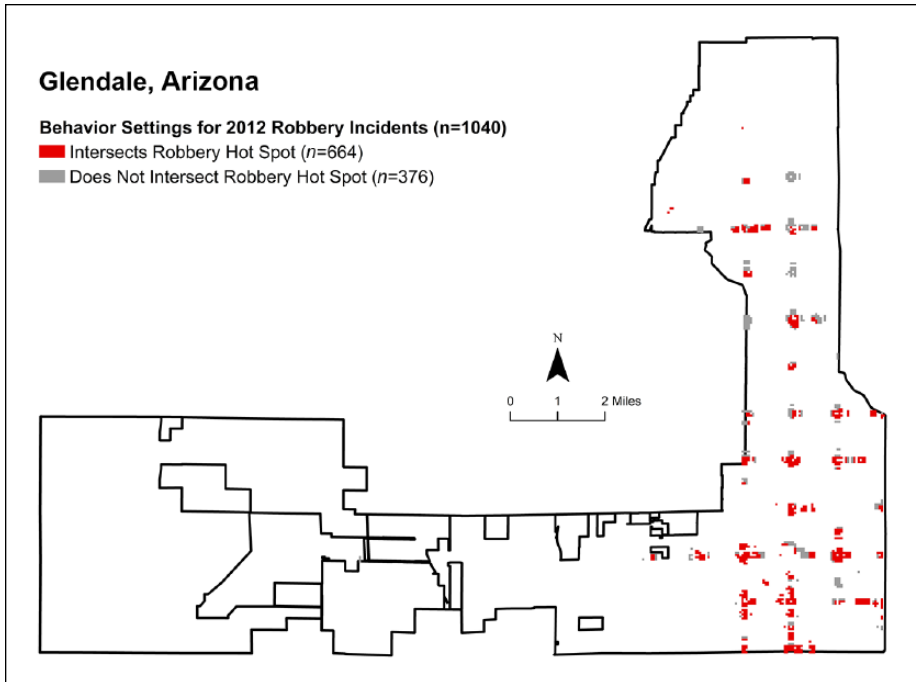 Glendale, Arizona
Behavior Settings for 2012 Robbery Incidents (n=1040)
Intersects Robbery Hot Spot (n=664)
Does Not Intersect Robbery Hot Spot (n=376)
N
0 1 2 Miles